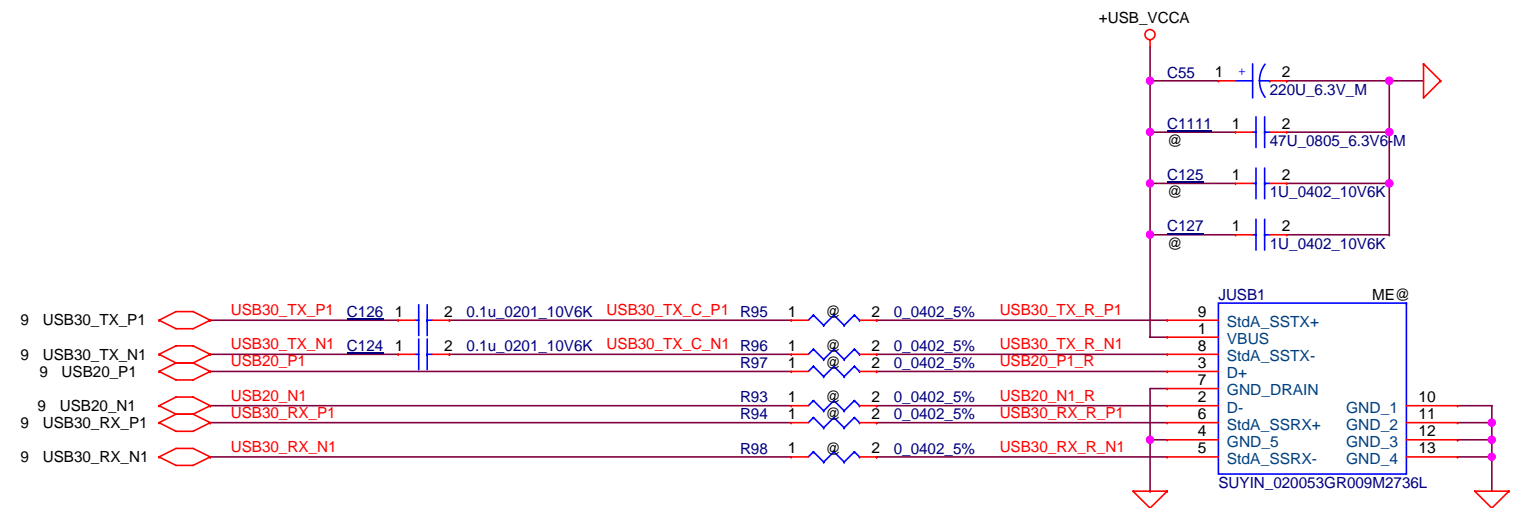 +USB_VCCA
C55 1 + 2
220U_6.3V_M
C1111 1 2
@ 47U_0805_6.3V6-M
C125 1 2
@ 1U_0402_10V6K
C127 1 2
@ 1U_0402_10V6K
JUSB1 ME@
9 USB30_TX_P1 USB30_TX_P1 C126 1 2 0.1u_0201_10V6K USB30_TX_C_P1 R95 1 @ 2 0_0402_5% USB30_TX_R_P1 9 StdA_SSTX+
1 VBUS
9 USB30_TX_N1 USB30_TX_N1 C124 1 2 0.1u_0201_10V6K USB30_TX_C_N1 R96 1 @ 2 0_0402_5% USB30_TX_R_N1 8 StdA_SSTX-
9 USB20_P1 USB20_P1 R97 1 @ 2 0_0402_5% USB20_P1_R 3 D+
7 GND_DRAIN
9 USB20_N1 USB20_N1 R93 1 @ 2 0_0402_5% USB20_N1_R 2 D- GND_1 10
9 USB30_RX_P1 USB30_RX_P1 R94 1 @ 2 0_0402_5% USB30_RX_R_P1 6 StdA_SSRX+ GND_2 11
4 GND_5 GND_3 12
9 USB30_RX_N1 USB30_RX_N1 R98 1 @ 2 0_0402_5% USB30_RX_R_N1 5 StdA_SSRX- GND_4 13
SUYIN_020053GR009M2736L